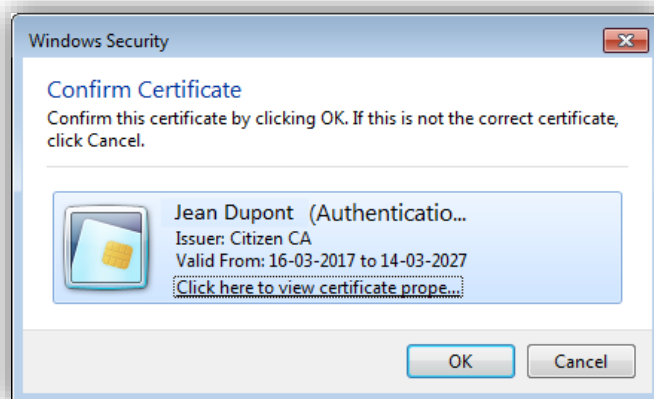 Windows Security
Confirm Certificate
Confirm this certificate by clicking OK. If this is not the correct certificate,
click Cancel.
Jean Dupont (Authenticatio...
Issuer: Citizen CA
Valid From: 16-03-2017 to 14-03-2027
Click here to view certificate prope...
OK Cancel